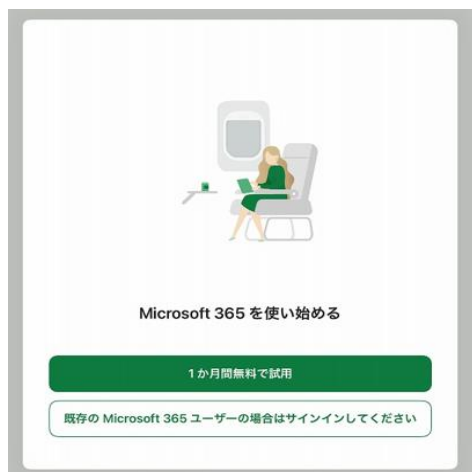 Microsoft 365 を使い始める
1 か月間無料で試用
既存の Microsoft 365 ユーザーの場合はサインインしてください